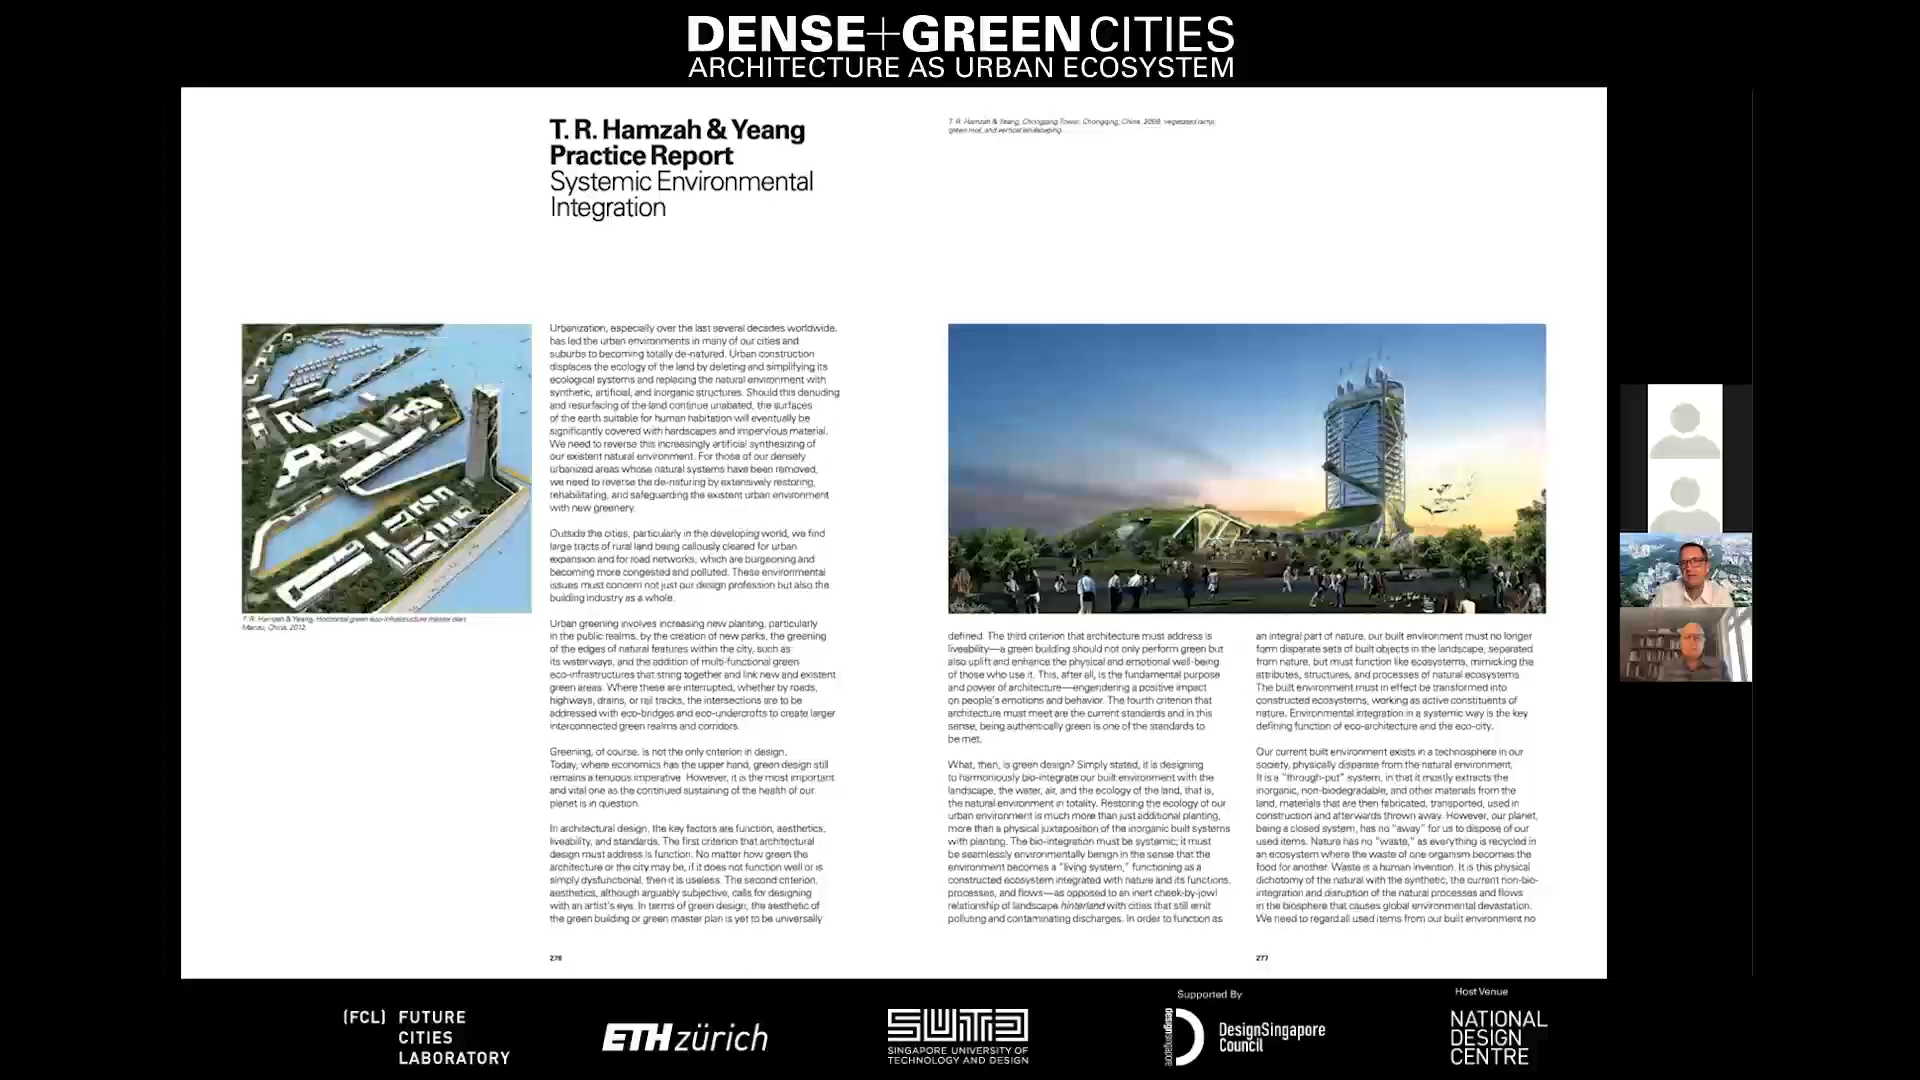 DENSE+GREEN CITIES
ARCHITECTURE AS URBAN ECOSYSTEM
T. R. Hamzah & Yeang
Practice Report
Systemic Environmental
Integration
T. R. Hamzah & Yeang, Chongqing Tower, Chongqing, China, 2008: vegetated ramp,
green roof, and vertical landscaping.
T. R. Hamzah & Yeang, Horizontal green eco-infrastructure master plan
Macau, China, 2012.
Urbanization, especially over the last several decades worldwide,
has led the urban environments in many of our cities and
suburbs to becoming totally de-natured. Urban construction
displaces the ecology of the land by deleting and simplifying its
ecological systems and replacing the natural environment with
synthetic, artificial, and inorganic structures. Should this denuding
and resurfacing of the land continue unabated, the surfaces
of the earth suitable for human habitation will eventually be
significantly covered with hardscapes and impervious material.
We need to reverse this increasingly artificial synthesizing of
our existent natural environment. For those of our densely
urbanized areas whose natural systems have been removed,
we need to reverse the de-naturing by extensively restoring,
rehabilitating, and safeguarding the existent urban environment
with new greenery.
Outside the cities, particularly in the developing world, we find
large tracts of rural land being callously cleared for urban
expansion and for road networks, which are burgeoning and
becoming more congested and polluted. These environmental
issues must concern not just our design profession but also the
building industry as a whole.
Urban greening involves increasing new planting, particularly
in the public realms, by the creation of new parks, the greening
of the edges of natural features within the city, such as
its waterways, and the addition of multi-functional green
eco-infrastructures that string together and link new and existent
green areas. Where these are interrupted, whether by roads,
highways, drains, or rail tracks, the intersections are to be
addressed with eco-bridges and eco-undercrofts to create larger
interconnected green realms and corridors.
Greening, of course, is not the only criterion in design.
Today, where economics has the upper hand, green design still
remains a tenuous imperative. However, it is the most important
and vital one as the continued sustaining of the health of our
planet is in question.
In architectural design, the key factors are function, aesthetics,
liveability, and standards. The first criterion that architectural
design must address is function. No matter how green the
architecture or the city may be, if it does not function well or is
simply dysfunctional, then it is useless. The second criterion,
aesthetics, although arguably subjective, calls for designing
with an artist's eye. In terms of green design, the aesthetic of
the green building or green master plan is yet to be universally
276
defined. The third criterion that architecture must address is
liveability—a green building should not only perform green but
also uplift and enhance the physical and emotional well-being
of those who use it. This, after all, is the fundamental purpose
and power of architecture—engendering a positive impact
on people's emotions and behavior. The fourth criterion that
architecture must meet are the current standards and in this
sense, being authentically green is one of the standards to
be met.
What, then, is green design? Simply stated, it is designing
to harmoniously bio-integrate our built environment with the
landscape, the water, air, and the ecology of the land, that is,
the natural environment in totality. Restoring the ecology of our
urban environment is much more than just additional planting,
more than a physical juxtaposition of the inorganic built systems
with planting. The bio-integration must be systemic; it must
be seamlessly environmentally benign in the sense that the
environment becomes a "living system," functioning as a
constructed ecosystem integrated with nature and its functions,
processes, and flows—as opposed to an inert cheek-by-jowl
relationship of landscape hinterland with cities that still emit
polluting and contaminating discharges. In order to function as
an integral part of nature, our built environment must no longer
form disparate sets of built objects in the landscape, separated
from nature, but must function like ecosystems, mimicking the
attributes, structures, and processes of natural ecosystems
The built environment must in effect be transformed into
constructed ecosystems, working as active constituents of
nature. Environmental integration in a systemic way is the key
defining function of eco-architecture and the eco-city.
Our current built environment exists in a technosphere in our
society, physically disparate from the natural environment.
It is a "through-put" system, in that it mostly extracts the
inorganic, non-biodegradable, and other materials from the
land, materials that are then fabricated, transported, used in
construction and afterwards thrown away. However, our planet,
being a closed system, has no "away" for us to dispose of our
used items. Nature has no "waste," as everything is recycled in
an ecosystem where the waste of one organism becomes the
food for another. Waste is a human invention. It is this physical
dichotomy of the natural with the synthetic, the current non-bio-
integration and disruption of the natural processes and flows
in the biosphere that causes global environmental devastation.
We need to regard all used items from our built environment no
277
(FCL) FUTURE
CITIES
LABORATORY
ETH zürich
SUTD
SINGAPORE UNIVERSITY OF
TECHNOLOGY AND DESIGN
Supported By
designsingapore
DesignSingapore
Council
Host Venue
NATIONAL
DESIGN
CENTRE